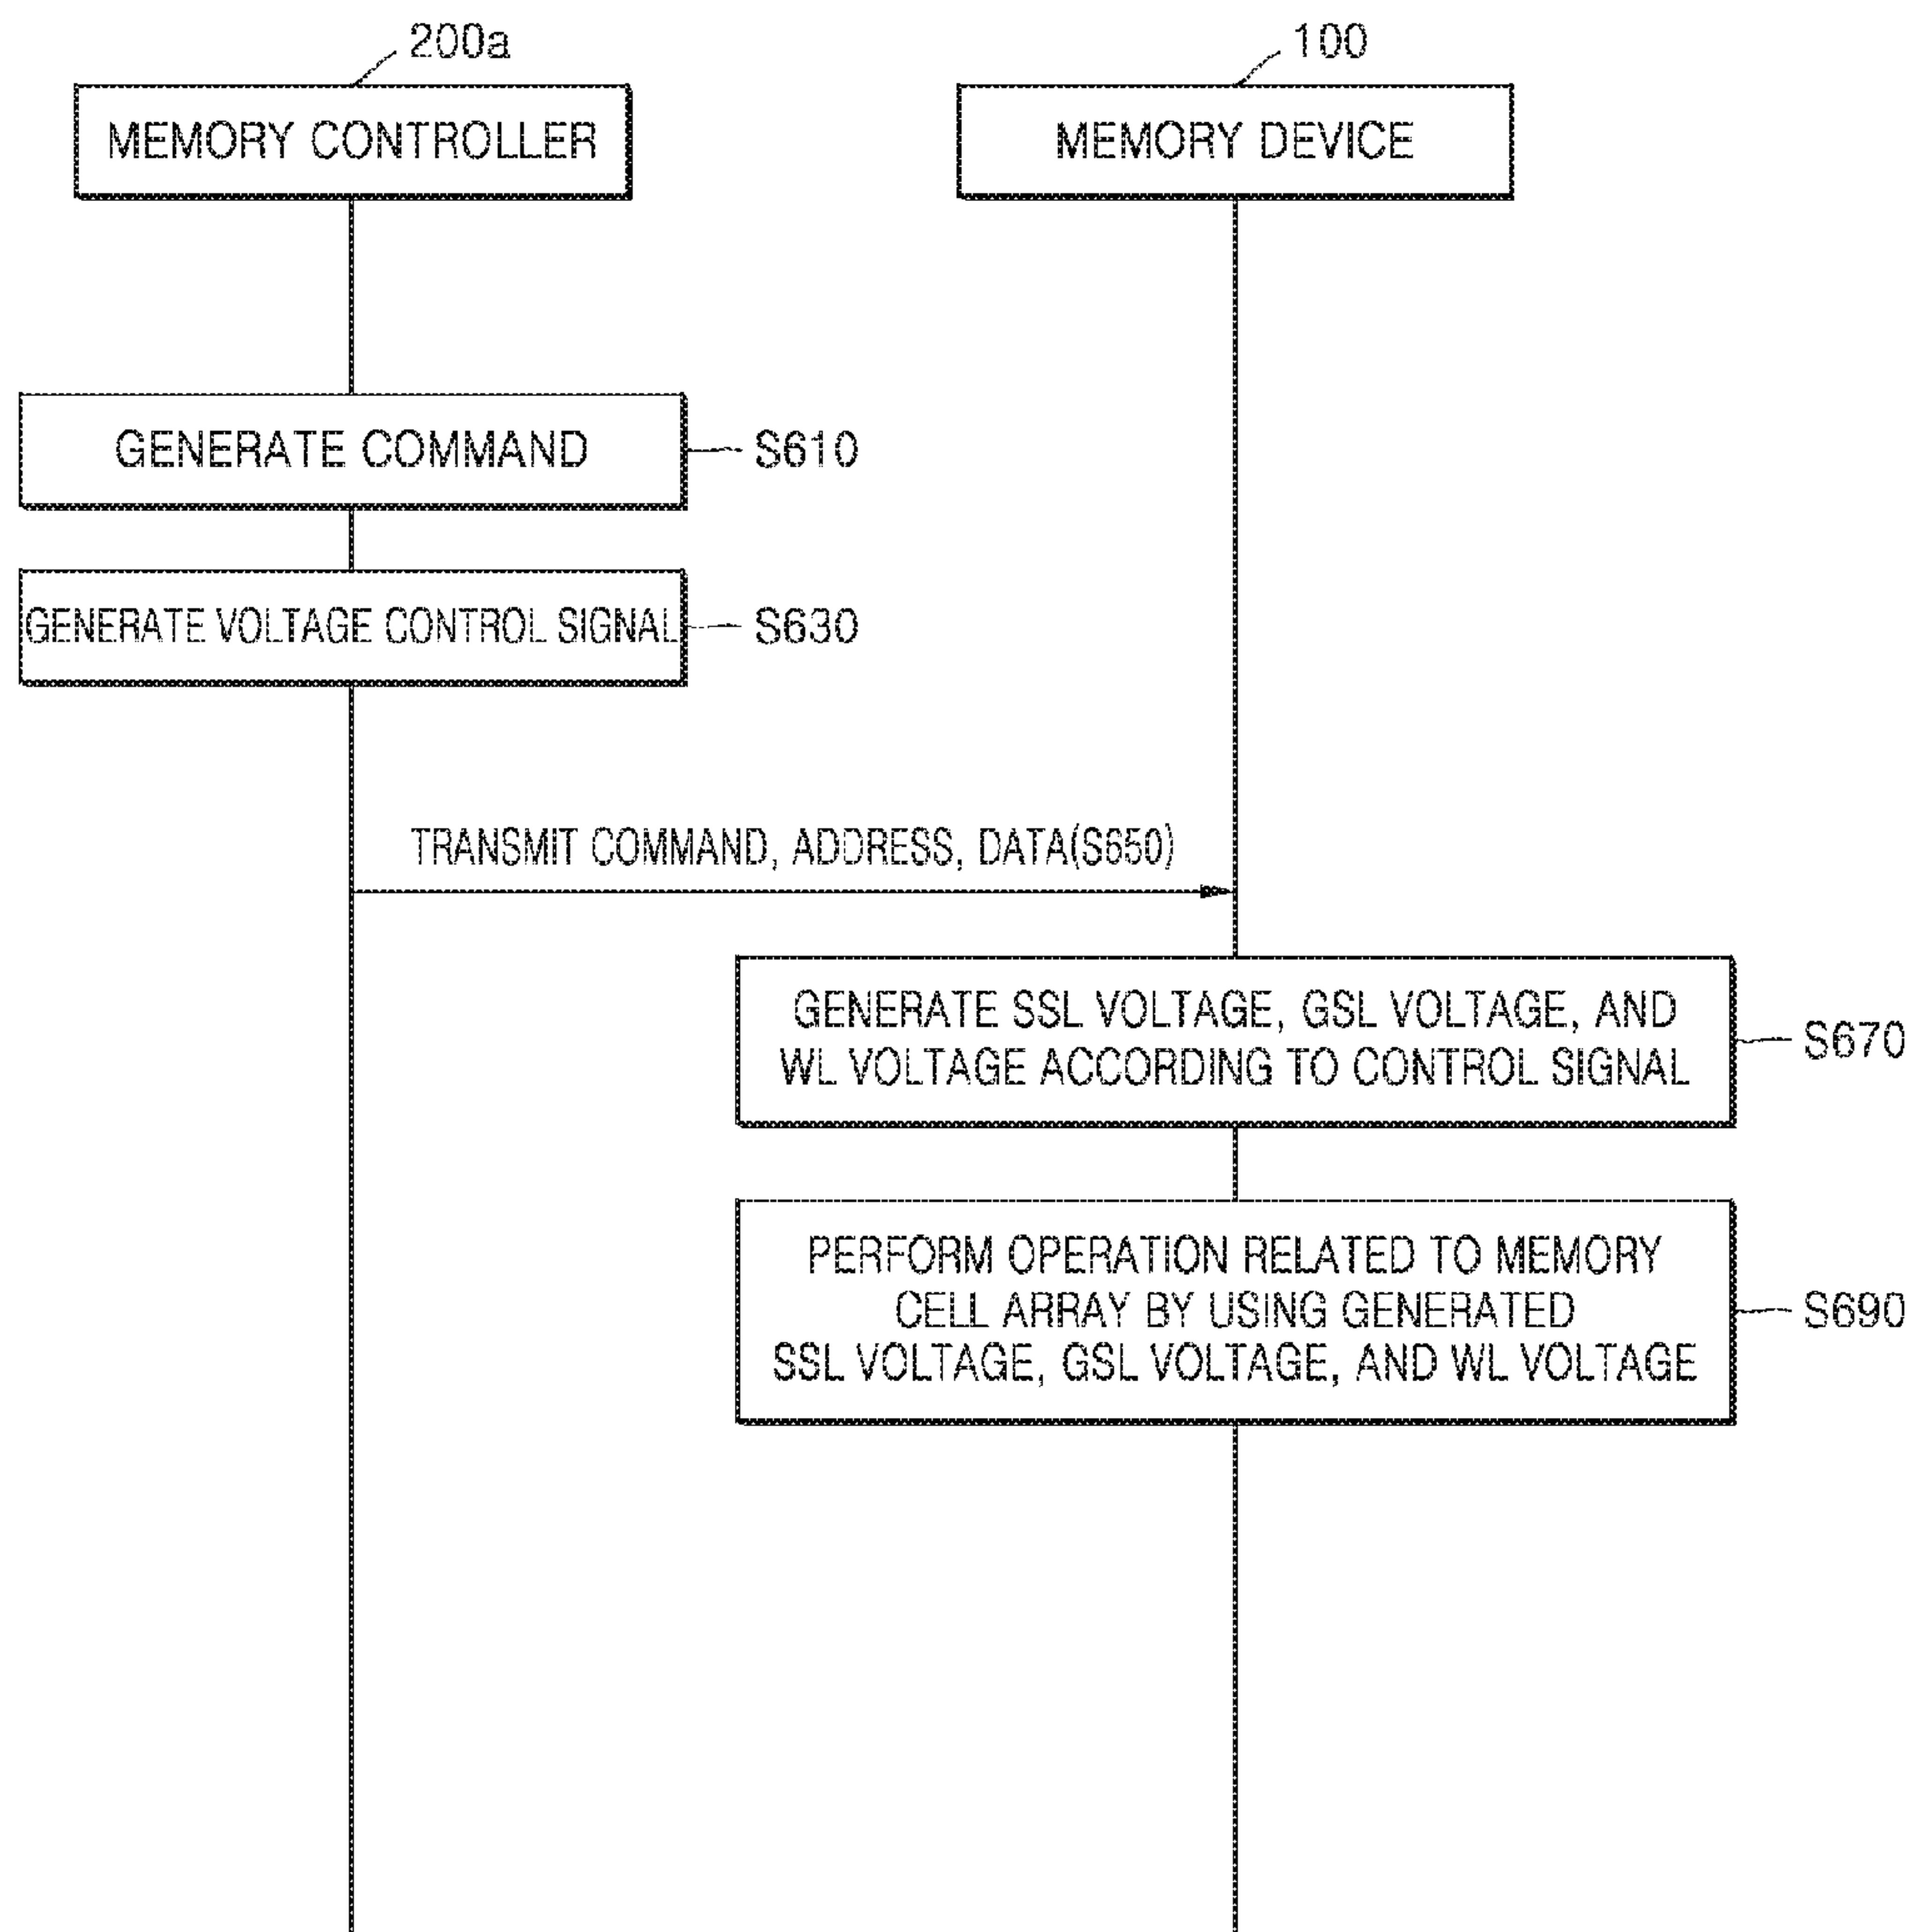 200a
100
MEMORY CONTROLLER
MEMORY DEVICE
GENERATE COMMAND
S610
GENERATE VOLTAGE CONTROL SIGNAL
S630
TRANSMIT COMMAND, ADDRESS, DATA(S650)
GENERATE SSL VOLTAGE, GSL VOLTAGE, AND
WL VOLTAGE ACCORDING TO CONTROL SIGNAL
S670
PERFORM OPERATION RELATED TO MEMORY
CELL ARRAY BY USING GENERATED
SSL VOLTAGE, GSL VOLTAGE, AND WL VOLTAGE
S690